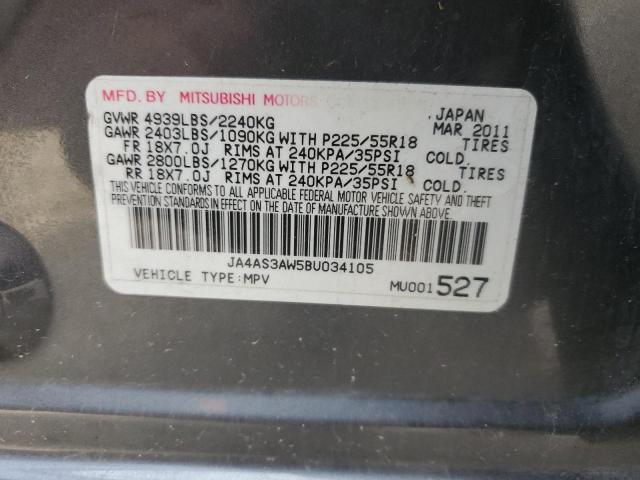 MFD. BY MITSUBISHI MOTORS JAPAN
GVWR 4939LBS/2240KG MAR 2011
GAWR 2403LBS/1090KG WITH P225/55R18 TIRES
FR 18X7.0J RIMS AT 240KPA/35PSI COLD.
GAWR 2800LBS/1270KG WITH P225/55R18 TIRES
RR 18X7.0J RIMS AT 240KPA/35PSI COLD.
THIS VEHICLE CONFORMS TO ALL APPLICABLE FEDERAL MOTOR VEHICLE SAFETY AND THEFT
PREVENTION STANDARDS IN EFFECT ON THE DATE OF MANUFACTURE SHOWN ABOVE.
JA4AS3AW5BU034105
VEHICLE TYPE:MPV MU001527